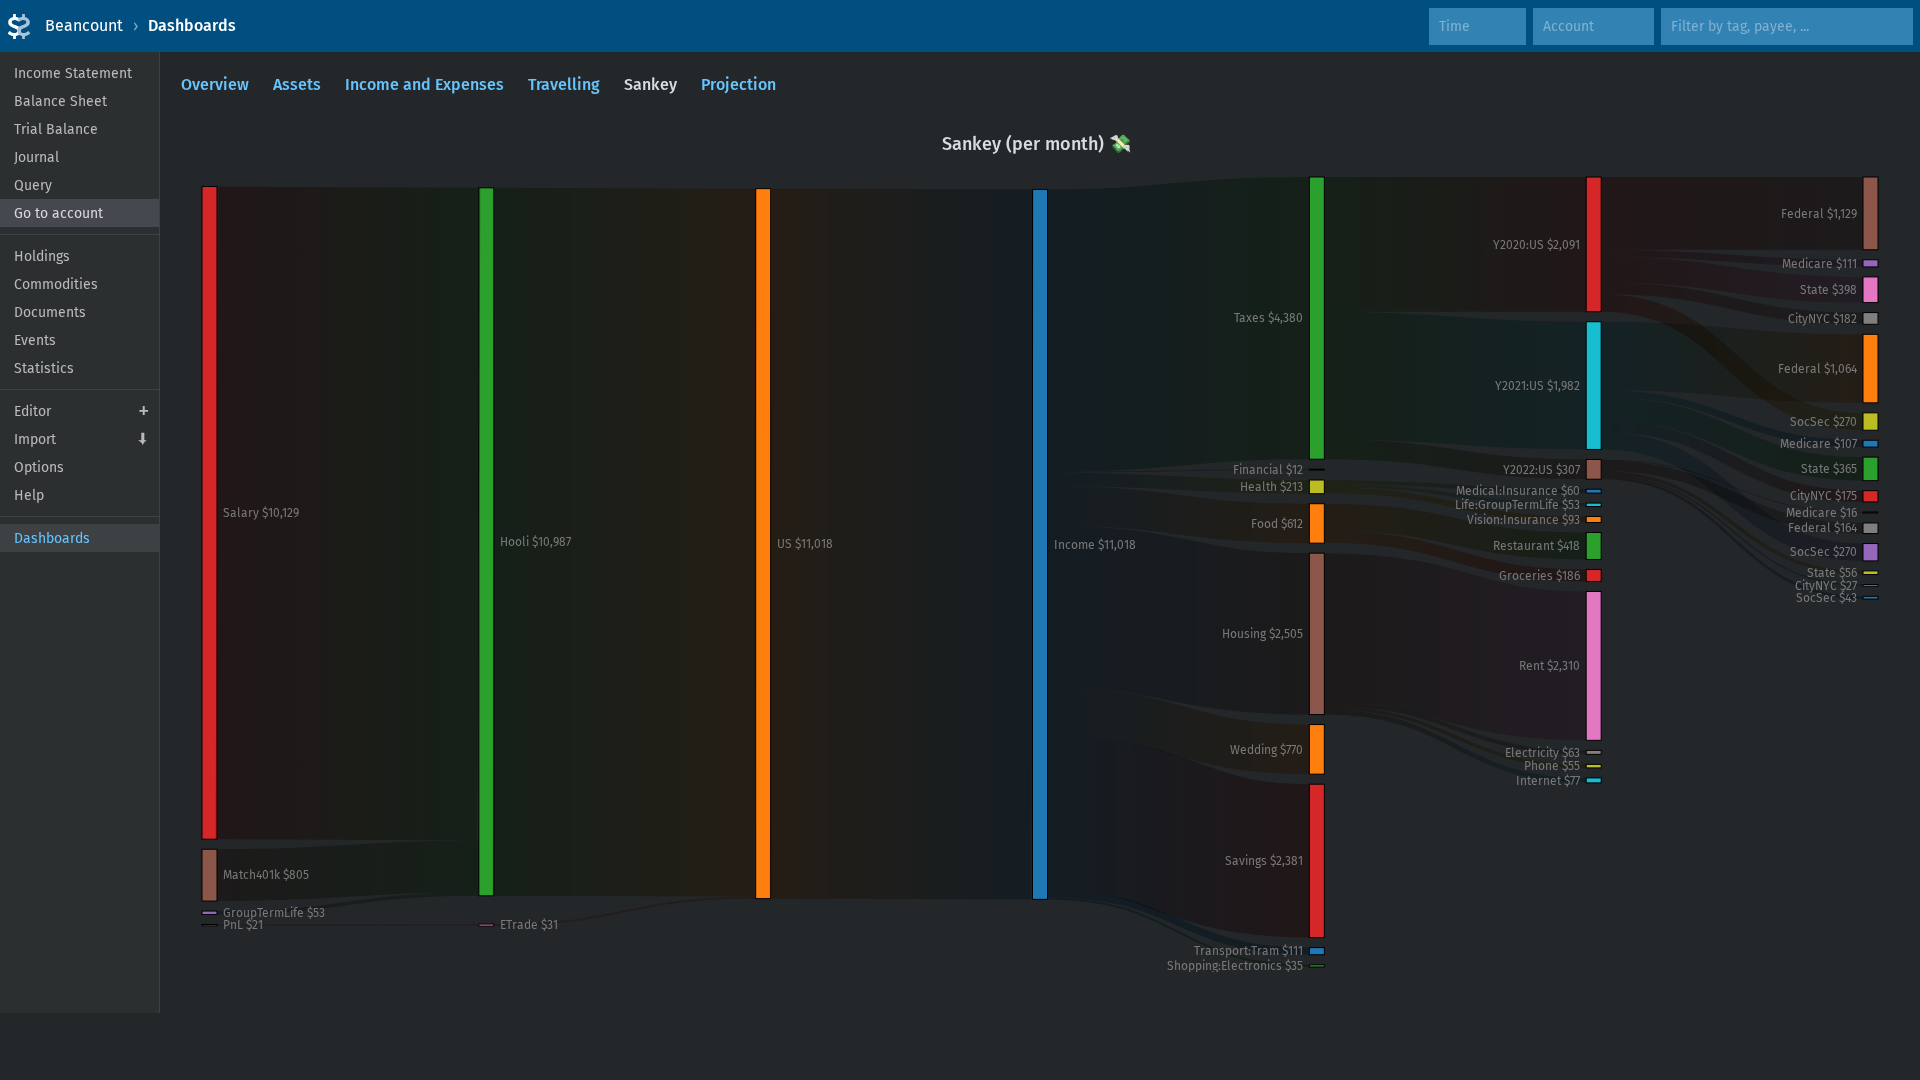 Beancount › Dashboards
Time
Account
Filter by tag, payee, ...
Income Statement
Balance Sheet
Trial Balance
Journal
Query
Go to account
Holdings
Commodities
Documents
Events
Statistics
Editor +
Import
Options
Help
Dashboards
Overview Assets Income and Expenses Travelling Sankey Projection
Sankey (per month)
Salary $10,129
Match401k $805
GroupTermLife $53
PnL $21
Hooli $10,987
ETrade $31
US $11,018
Income $11,018
Taxes $4,380
Financial $12
Health $213
Food $612
Housing $2,505
Wedding $770
Savings $2,381
Transport:Tram $111
Shopping:Electronics $35
Y2020:US $2,091
Y2021:US $1,982
Y2022:US $307
Medical:Insurance $60
Life:GroupTermLife $53
Vision:Insurance $93
Restaurant $418
Groceries $186
Rent $2,310
Electricity $63
Phone $55
Internet $77
Federal $1,129
Medicare $111
State $398
CityNYC $182
Federal $1,064
SocSec $270
Medicare $107
State $365
CityNYC $175
Medicare $16
Federal $164
SocSec $270
State $56
CityNYC $27
SocSec $43